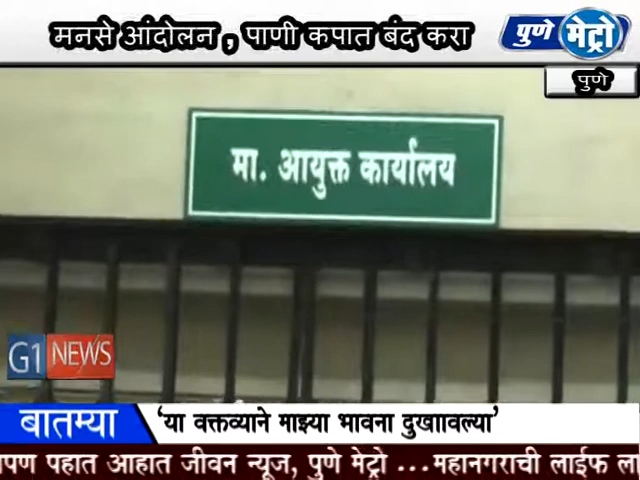 मनसे आंदोलन , पाणी कपात बंद करा
पुणे मेट्रो
पुणे
मा. आयुक्त कार्यालय
G1 NEWS
बातम्या
‘या वक्तव्याने माझ्या भावना दुखाावल्या’
पण पहात आहात जीवन न्यूज, पुणे मेट्रो ...महानगराची लाईफ ला